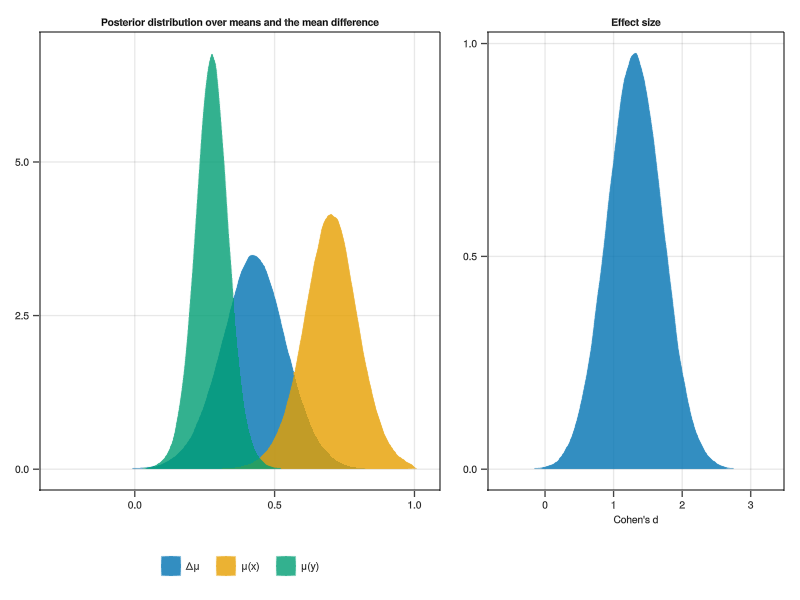 Posterior distribution over means and the mean difference
5.0
2.5
0.0
0.0 0.5 1.0
Effect size
1.0
0.5
0.0
0 1 2 3
Cohen's d
Δμ μ(x) μ(y)